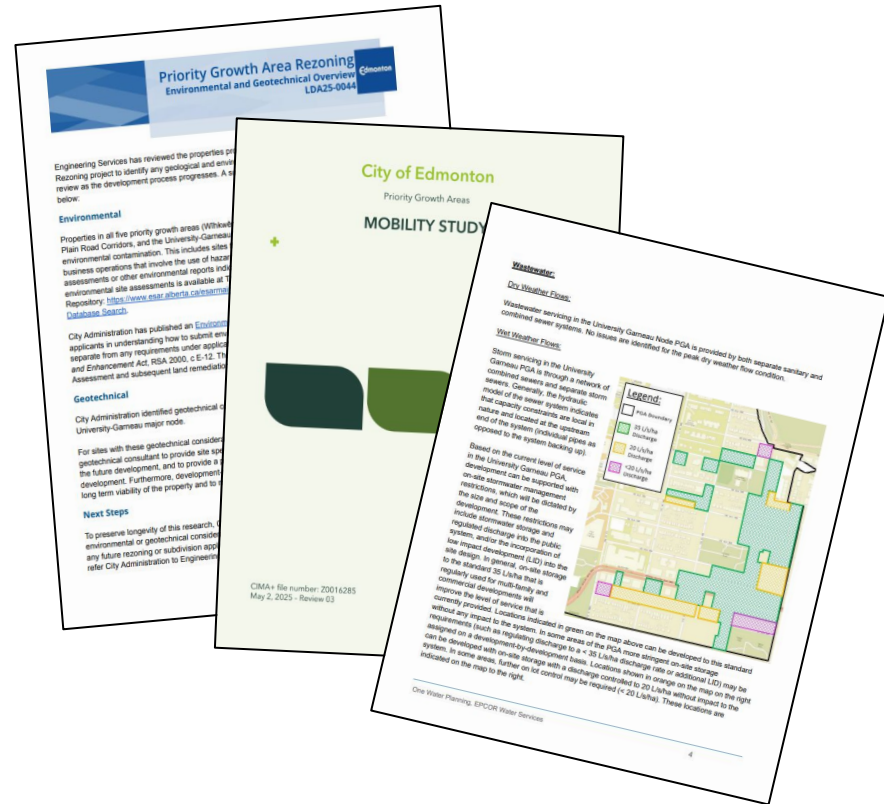 Priority Growth Area Rezoning
Environmental and Geotechnical Overview
LDA25-0044
Edmonton
Engineering Services has reviewed the properties
Rezoning project to identify any geological and
review as the development process progresses. A
below:
Environmental
Properties in all five priority growth areas
Plain Road Corridors, and the University-Garneau
environmental contamination. This includes sites
business operations that involve the use of
assessments or other environmental reports
environmental site assessments is available at
Repository: https://www.esar.alberta.ca/
Database Search.
City Administration has published an
applicants in understanding how to submit
separate from any requirements under
and Enhancement Act, RSA 2000, c E-12.
Assessment and subsequent land
Geotechnical
City Administration identified geotechnical
University-Garneau major node.
For sites with these geotechnical
geotechnical consultant to provide site
the future development, and to provide a
development. Furthermore,
long term viability of the property and to
Next Steps
To preserve longevity of this research,
environmental or geotechnical
any future rezoning or subdivision
refer City Administration to
City of Edmonton
Priority Growth Areas
MOBILITY STUDY
CIMA+ file number: Z0016285
May 2, 2025 - Review 03
Wastewater:
Dry Weather Flows:
Wastewater servicing in the University Garneau Node PGA is provided by both separate sanitary and
combined sewer systems. No issues are identified for the peak dry weather flow condition.
Wet Weather Flows:
Storm servicing in the University
Garneau PGA is through a network of
combined sewers and separate storm
sewers. Generally, the hydraulic
model of the sewer system indicates
that capacity constraints are local in
nature and located at the upstream
end of the system (individual pipes as
opposed to the system backing up).
Based on the current level of service
in the University Garneau PGA,
development can be supported with
on-site stormwater management
restrictions, which will be dictated by
the size and scope of the
development. These restrictions may
include stormwater storage and
regulated discharge into the public
system, and/or the incorporation of
low impact development (LID) into the
site design. In general, on-site storage
to the standard 35 L/s/ha that is
regularly used for multi-family and
commercial developments will
improve the level of service that is
currently provided. Locations indicated in green on the map above can be developed to this standard
without any impact to the system. In some areas of the PGA more stringent on-site storage
requirements (such as regulating discharge to a < 35 L/s/ha discharge rate or additional LID) may be
assigned on a development-by-development basis. Locations shown in orange on the map on the right
can be developed with on-site storage with a discharge controlled to 20 L/s/ha without impact to the
system. In some areas, further on lot control may be required (< 20 L/s/ha). These locations are
indicated on the map to the right.
Legend:
PGA Boundary
35 L/s/ha
Discharge
20 L/s/ha
Discharge
<20 L/s/ha
Discharge
One Water Planning, EPCOR Water Services
4